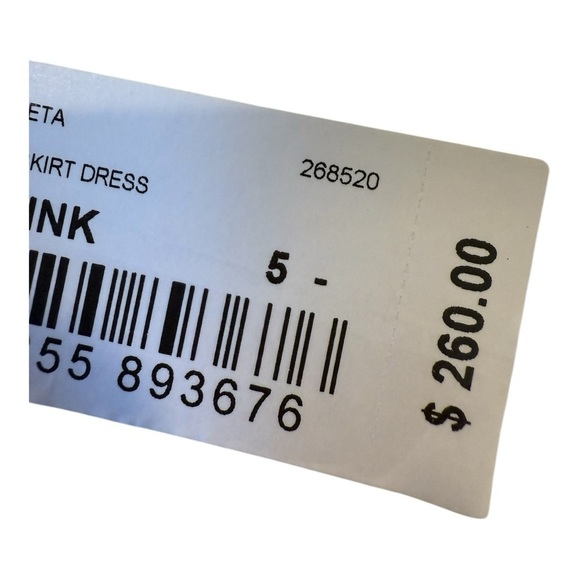 ETA
KIRT DRESS 268520
INK
5 -
55 893676
$ 260.00